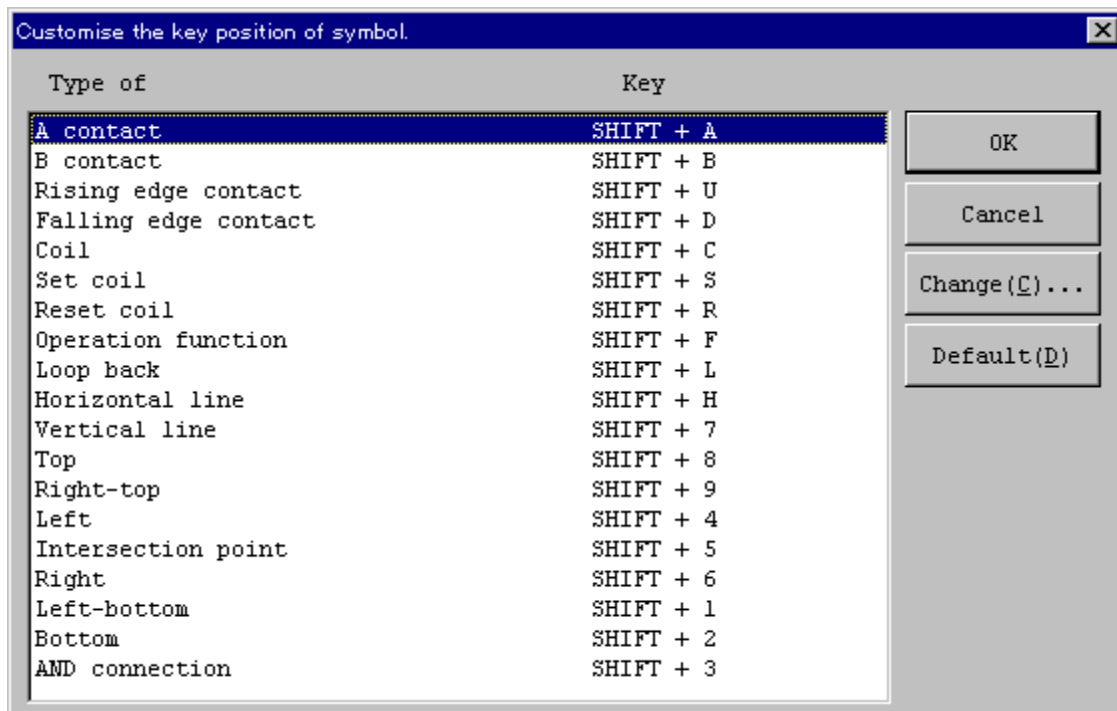 Customise the key position of symbol.
Type of Key
A contact SHIFT + A
B contact SHIFT + B
Rising edge contact SHIFT + U
Falling edge contact SHIFT + D
Coil SHIFT + C
Set coil SHIFT + S
Reset coil SHIFT + R
Operation function SHIFT + F
Loop back SHIFT + L
Horizontal line SHIFT + H
Vertical line SHIFT + 7
Top SHIFT + 8
Right-top SHIFT + 9
Left SHIFT + 4
Intersection point SHIFT + 5
Right SHIFT + 6
Left-bottom SHIFT + 1
Bottom SHIFT + 2
AND connection SHIFT + 3
OK
Cancel
Change(C)...
Default(D)